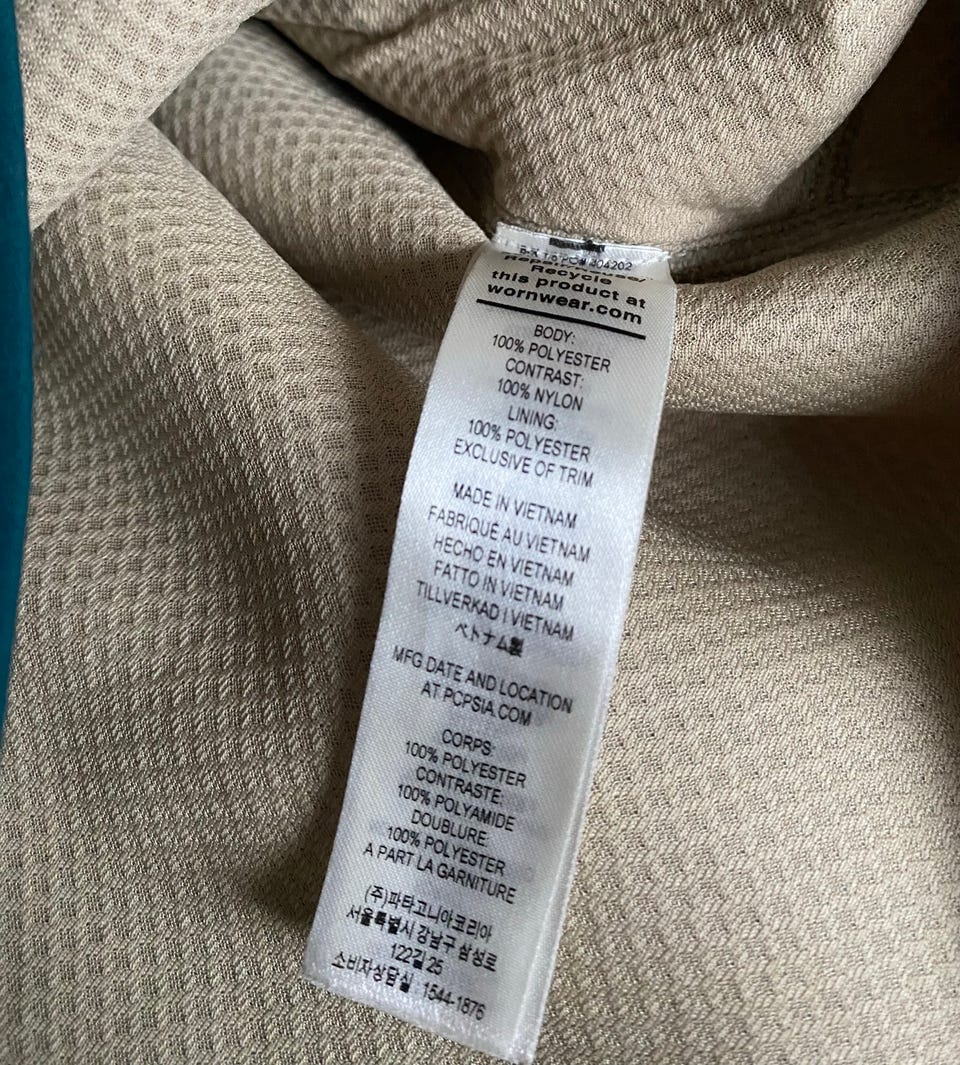 Recycle
this product at
wornwear.com
BODY:
100% POLYESTER
CONTRAST:
100% NYLON
LINING:
100% POLYESTER
EXCLUSIVE OF TRIM
MADE IN VIETNAM
FABRIQUÉ AU VIETNAM
HECHO EN VIETNAM
FATTO IN VIETNAM
TILLVERKAD I VIETNAM
ベトナム製
MFG DATE AND LOCATION
AT PCPSIA.COM
CORPS:
100% POLYESTER
CONTRASTE:
100% POLYAMIDE
DOUBLURE:
100% POLYESTER
A PART LA GARNITURE
(주)파타고니아코리아
서울특별시 강남구 삼성로
122길 25
소비자상담실 1544-1876